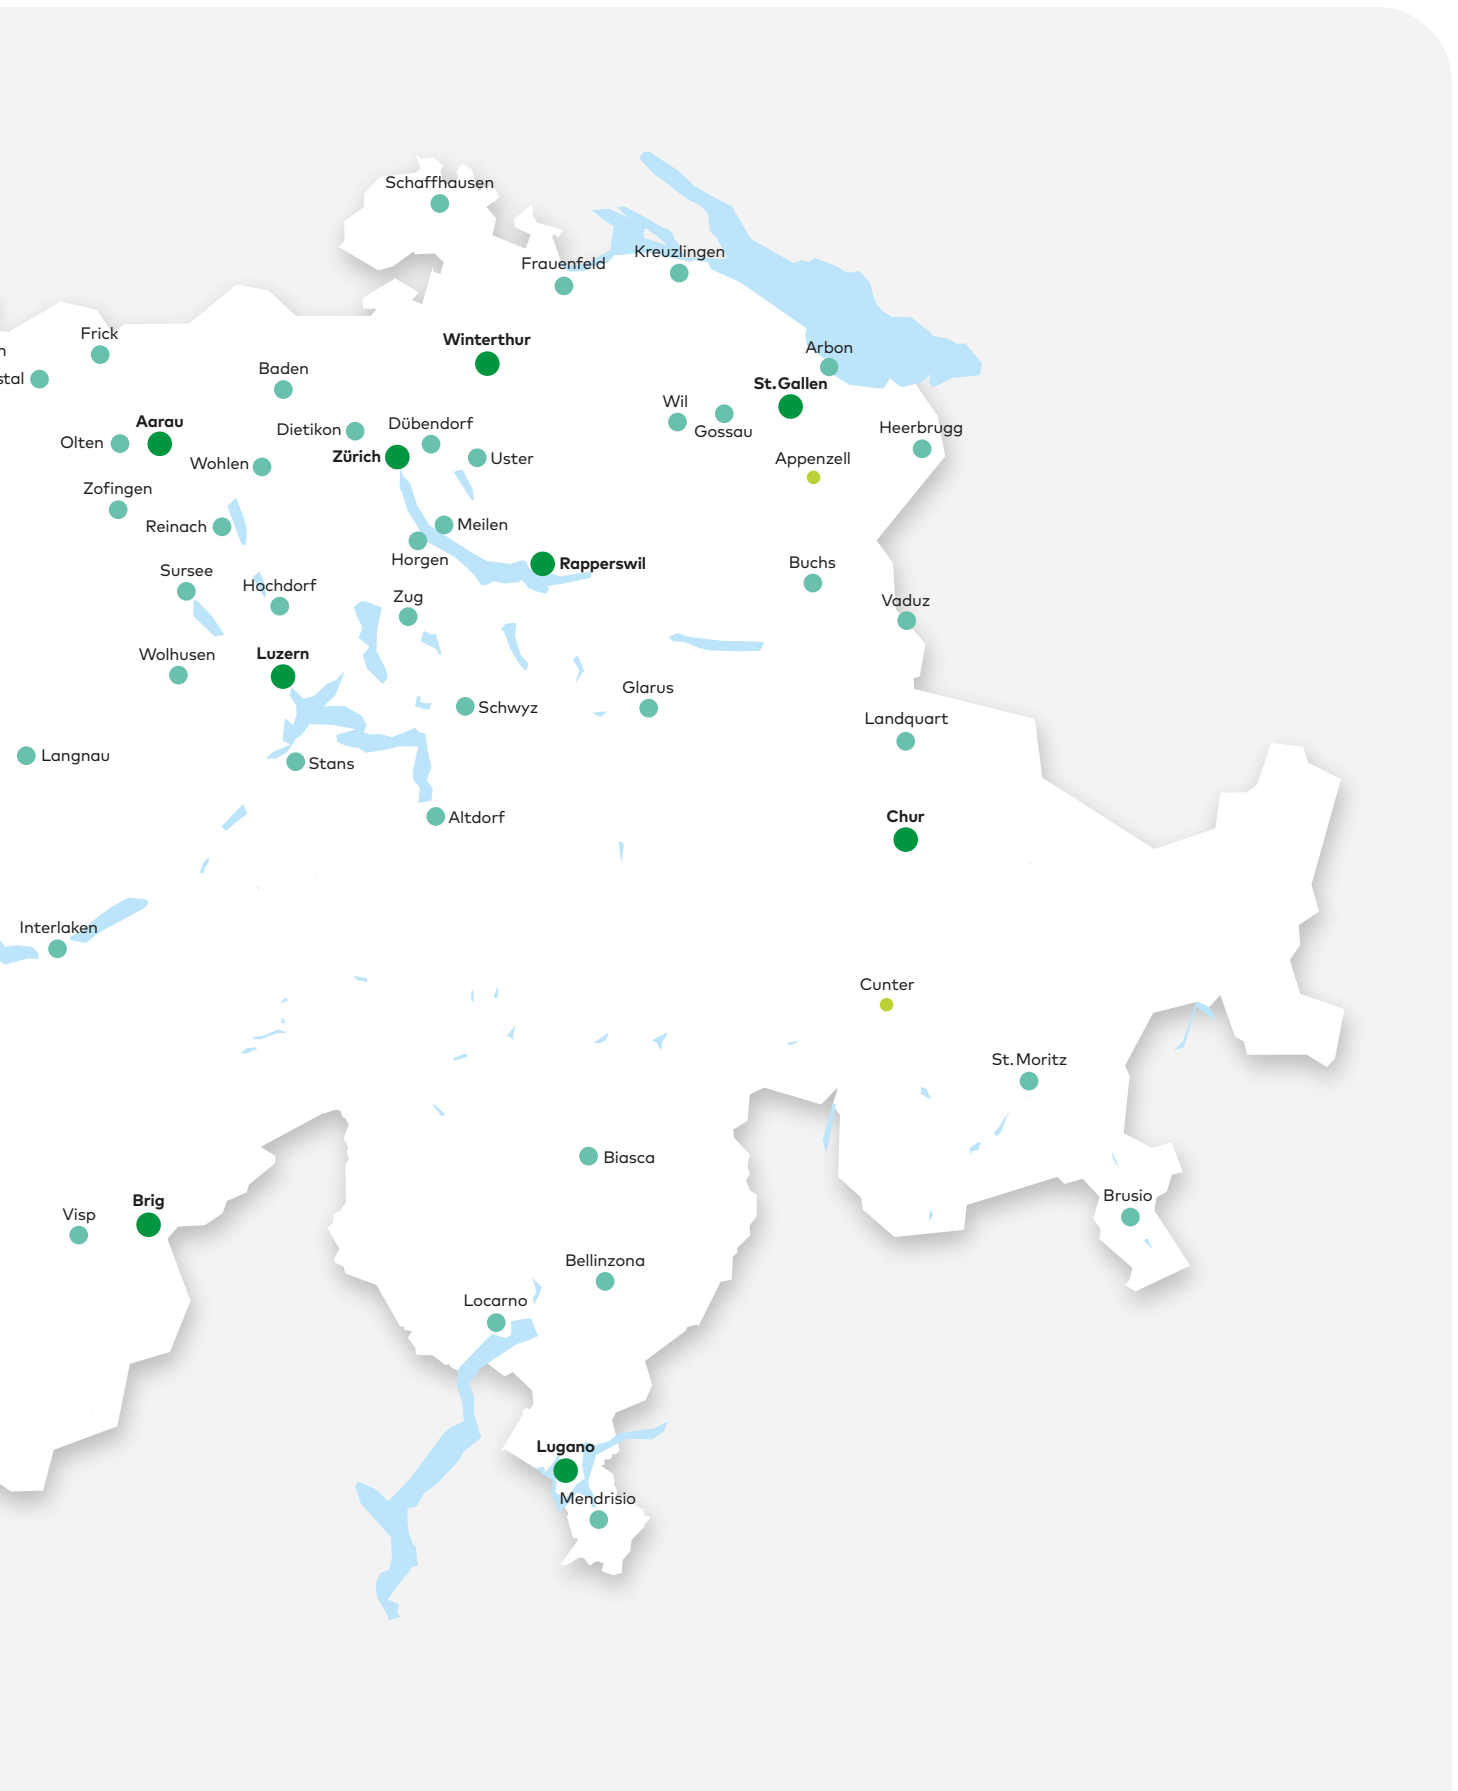 Schaffhausen
Kreuzlingen
Frauenfeld
Frick
Winterthur
Arbon
n
Baden
stal
St. Gallen
Wil
Aarau
Dübendorf
Gossau
Heerbrugg
Dietikon
Olten
Zürich
Uster
Appenzell
Wohlen
Zofingen
Meilen
Reinach
Horgen
Rapperswil
Buchs
Sursee
Hochdorf
Zug
Vaduz
Wolhusen
Luzern
Glarus
Schwyz
Landquart
Langnau
Stans
Chur
Altdorf
Interlaken
Cunter
St. Moritz
Biasca
Brusio
Brig
Visp
Bellinzona
Locarno
Lugano
Mendrisio